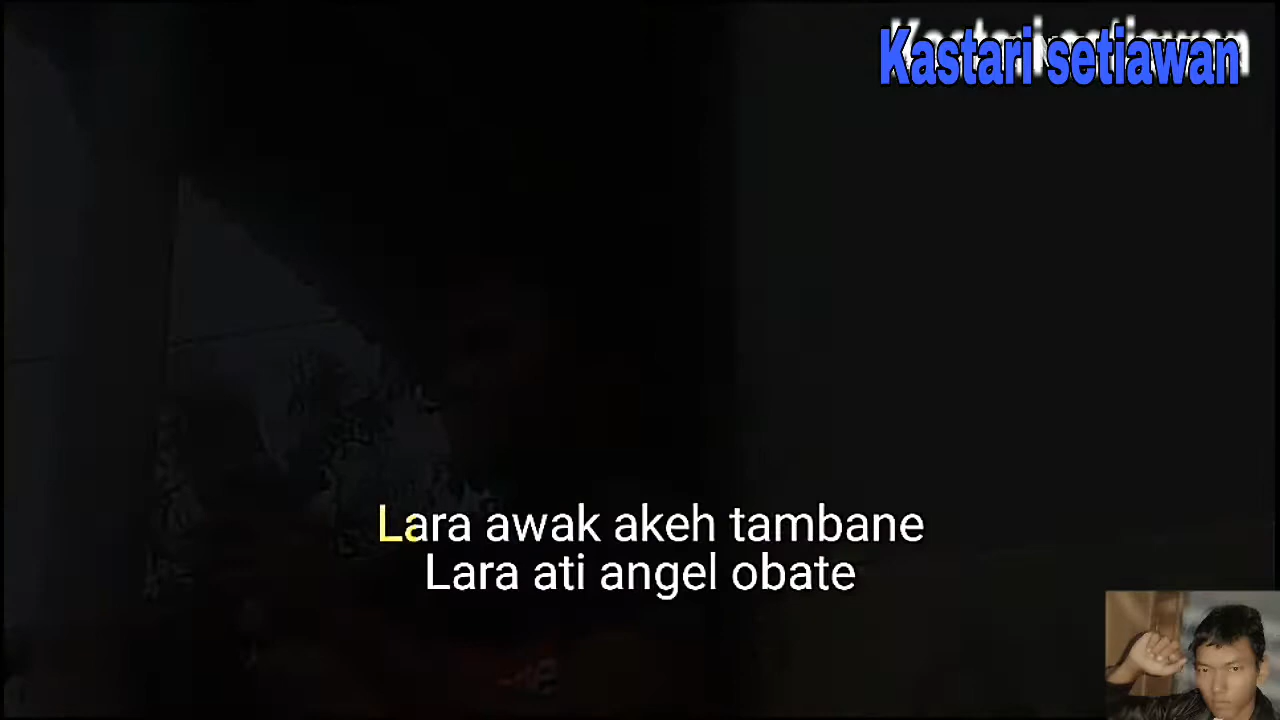 Kastari setiawan
Lara awak akeh tambane
Lara ati angel obate